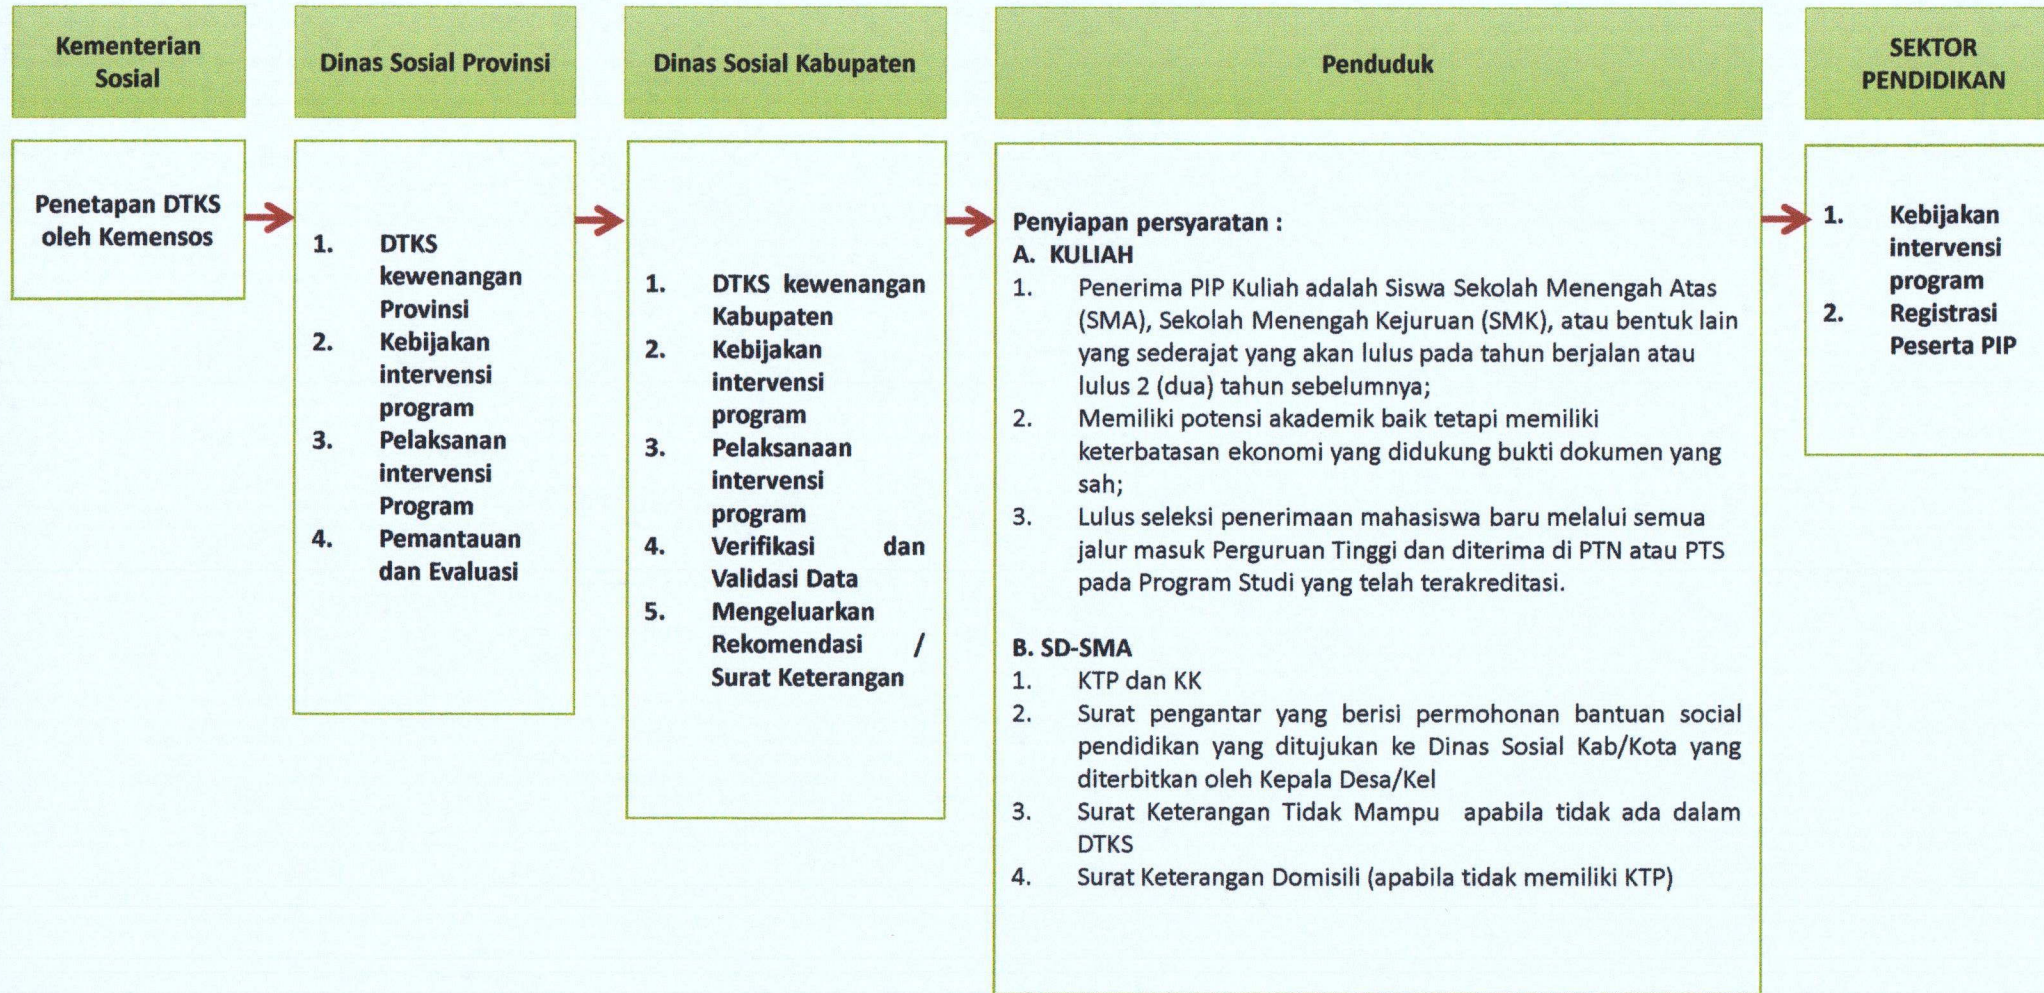 Kementerian
Sosial
Dinas Sosial Provinsi
Dinas Sosial Kabupaten
Penduduk
SEKTOR
PENDIDIKAN
Penetapan DTKS
oleh Kemensos
1. DTKS
kewenangan
Provinsi
2. Kebijakan
intervensi
program
3. Pelaksanan
intervensi
Program
4. Pemantauan
dan Evaluasi
1. DTKS kewenangan
Kabupaten
2. Kebijakan
intervensi
program
3. Pelaksanaan
intervensi
program
4. Verifikasi dan
Validasi Data
5. Mengeluarkan
Rekomendasi /
Surat Keterangan
Penyiapan persyaratan :
A. KULIAH
1. Penerima PIP Kuliah adalah Siswa Sekolah Menengah Atas
(SMA), Sekolah Menengah Kejuruan (SMK), atau bentuk lain
yang sederajat yang akan lulus pada tahun berjalan atau
lulus 2 (dua) tahun sebelumnya;
2. Memiliki potensi akademik baik tetapi memiliki
keterbatasan ekonomi yang didukung bukti dokumen yang
sah;
3. Lulus seleksi penerimaan mahasiswa baru melalui semua
jalur masuk Perguruan Tinggi dan diterima di PTN atau PTS
pada Program Studi yang telah terakreditasi.
B. SD-SMA
1. KTP dan KK
2. Surat pengantar yang berisi permohonan bantuan social
pendidikan yang ditujukan ke Dinas Sosial Kab/Kota yang
diterbitkan oleh Kepala Desa/Kel
3. Surat Keterangan Tidak Mampu apabila tidak ada dalam
DTKS
4. Surat Keterangan Domisili (apabila tidak memiliki KTP)
1. Kebijakan
intervensi
program
2. Registrasi
Peserta PIP